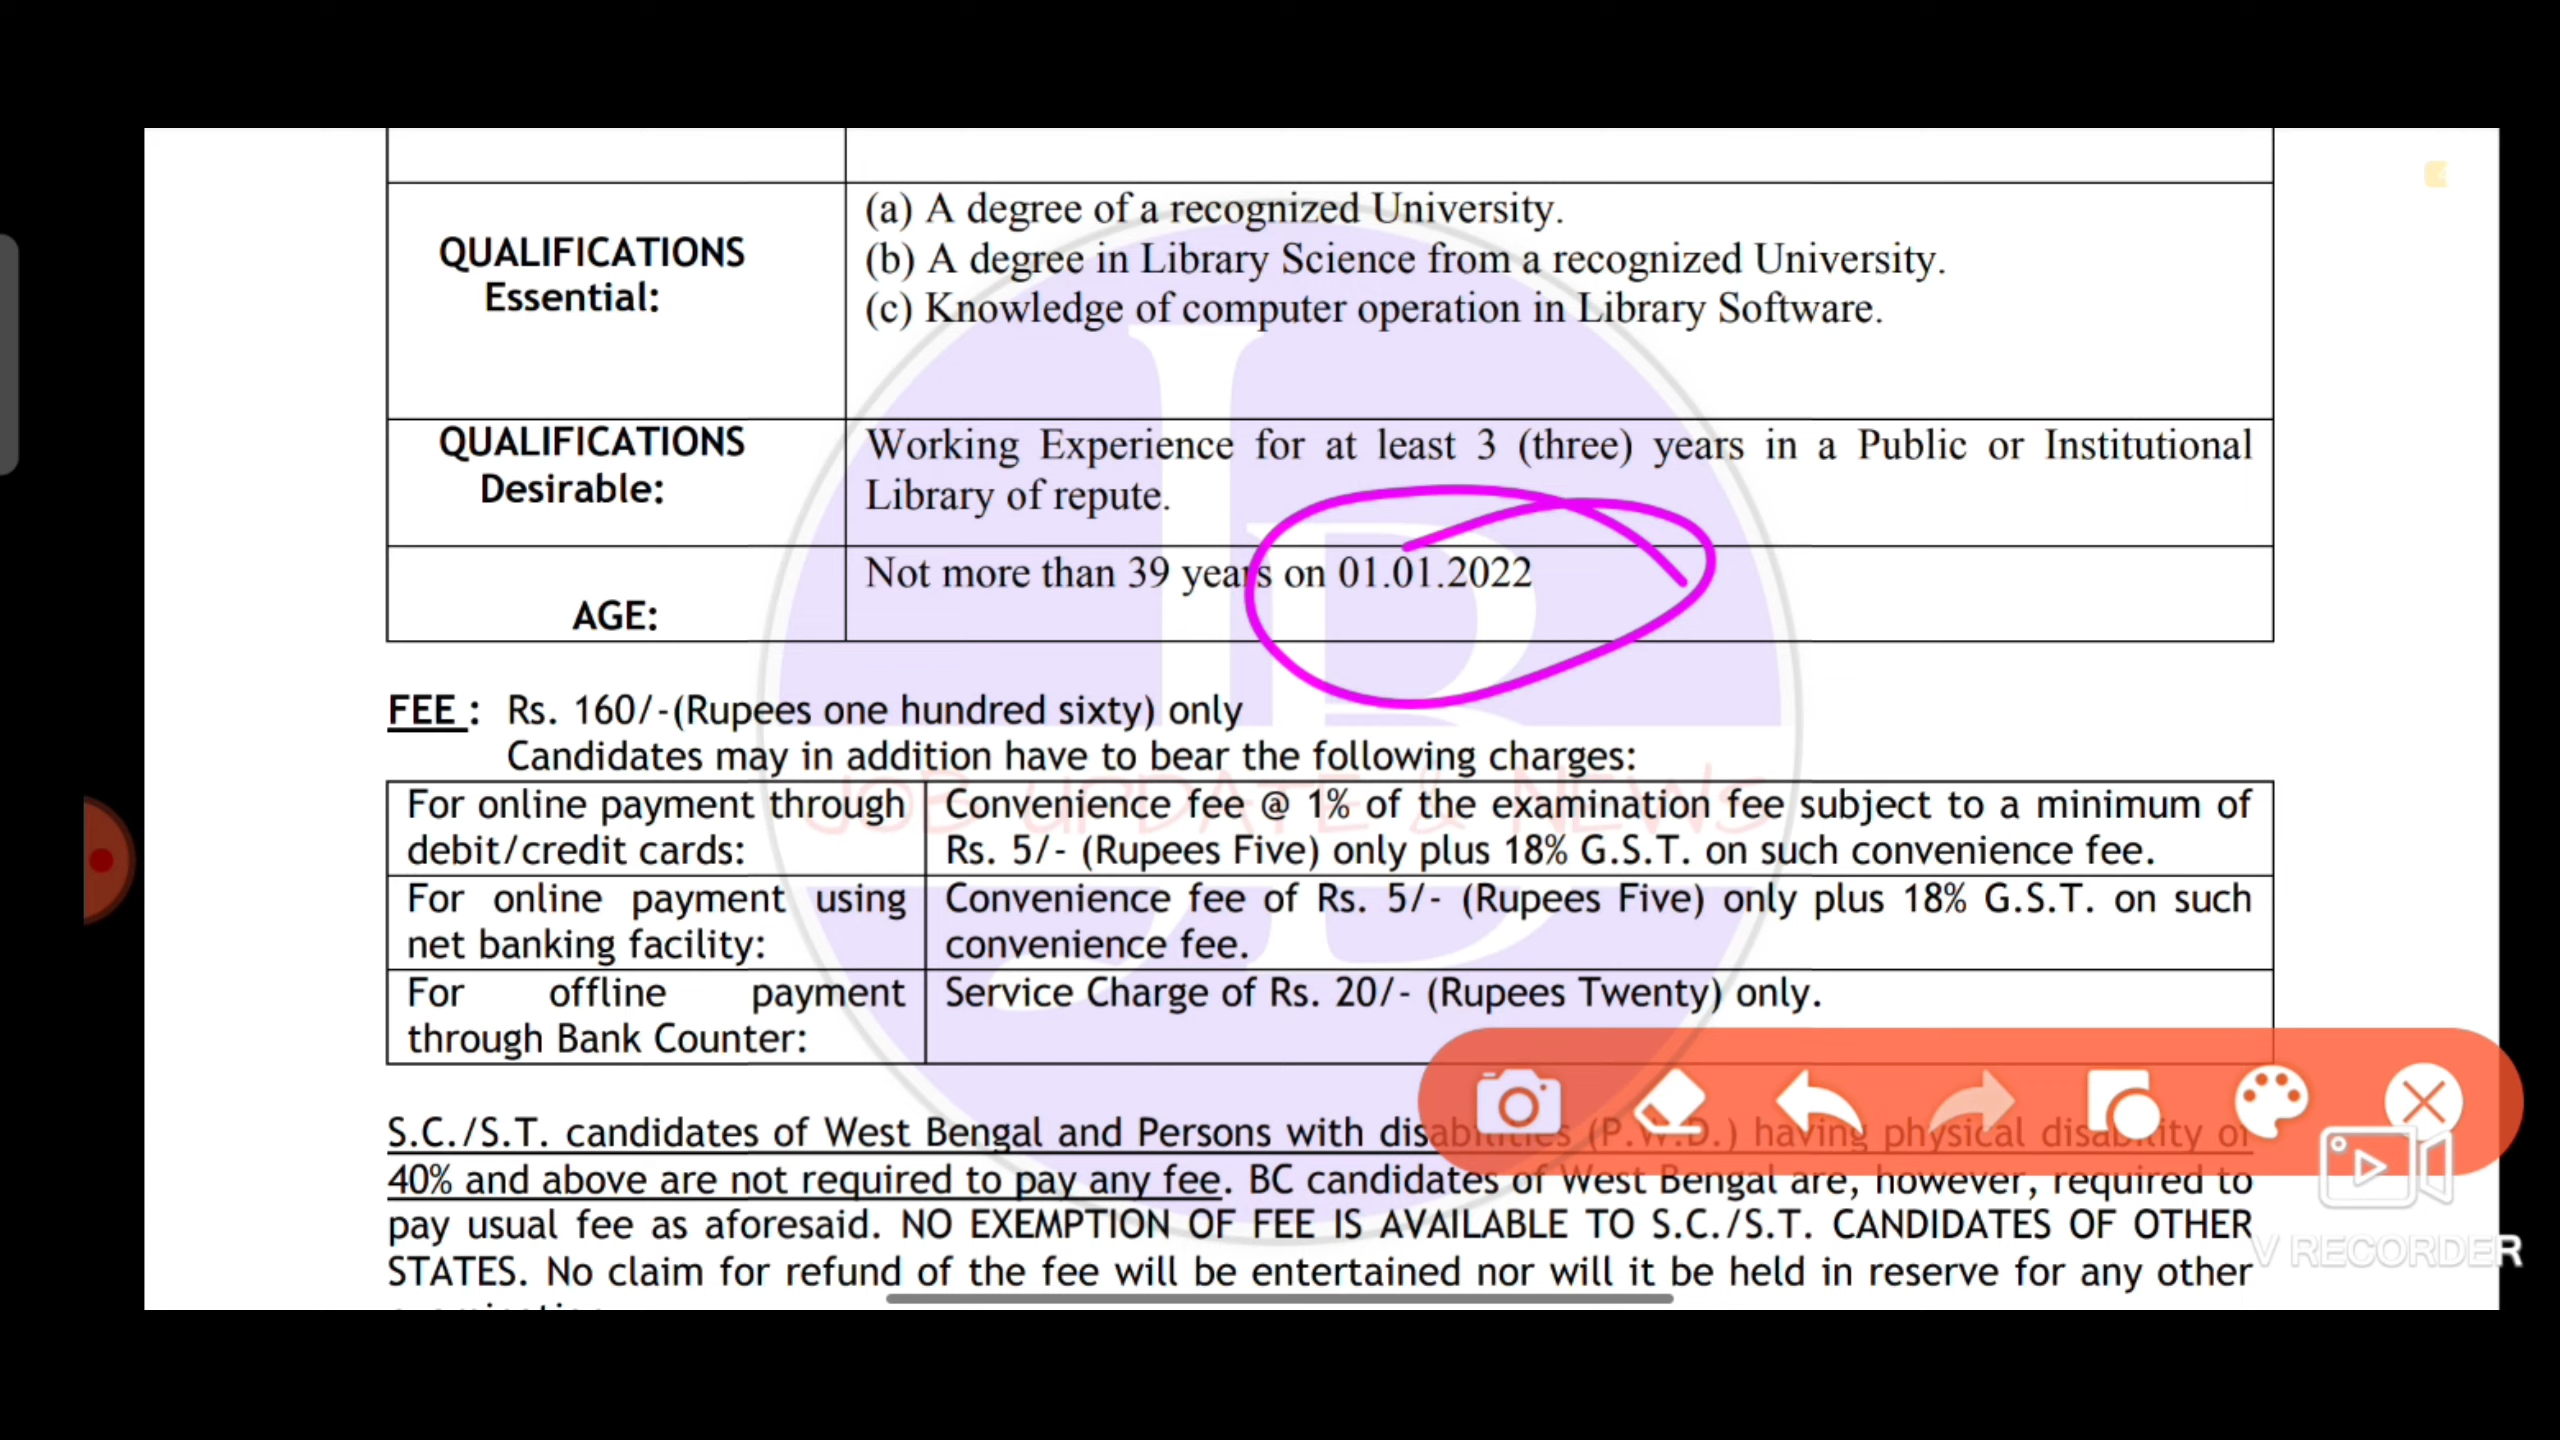 (a) A degree of a recognized University.
QUALIFICATIONS
Essential:
(b) A degree in Library Science from a recognized University.
(c) Knowledge of computer operation in Library Software.
QUALIFICATIONS
Desirable:
Working Experience for at least 3 (three) years in a Public or Institutional
Library of repute.
AGE:
Not more than 39 years on 01.01.2022
FEE : Rs. 160/-(Rupees one hundred sixty) only
Candidates may in addition have to bear the following charges:
JOB UPDATE & NEWS
For online payment through
debit/credit cards:
Convenience fee @ 1% of the examination fee subject to a minimum of
Rs. 5/- (Rupees Five) only plus 18% G.S.T. on such convenience fee.
For online payment using
net banking facility:
Convenience fee of Rs. 5/- (Rupees Five) only plus 18% G.S.T. on such
convenience fee.
For offline payment
through Bank Counter:
Service Charge of Rs. 20/- (Rupees Twenty) only.
S.C./S.T. candidates of West Bengal and Persons with disabilities (P.W.D.) having physical disability of
40% and above are not required to pay any fee. BC candidates of West Bengal are, however, required to
pay usual fee as aforesaid. NO EXEMPTION OF FEE IS AVAILABLE TO S.C./S.T. CANDIDATES OF OTHER
STATES. No claim for refund of the fee will be entertained nor will it be held in reserve for any other
V RECORDER